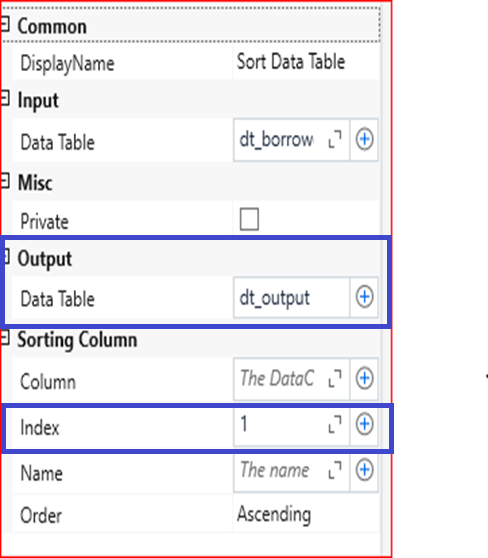 Common
DisplayName Sort Data Table
Input
Data Table dt_borrow
Misc
Private
Output
Data Table dt_output
Sorting Column
Column The DataC
Index 1
Name The name
Order Ascending